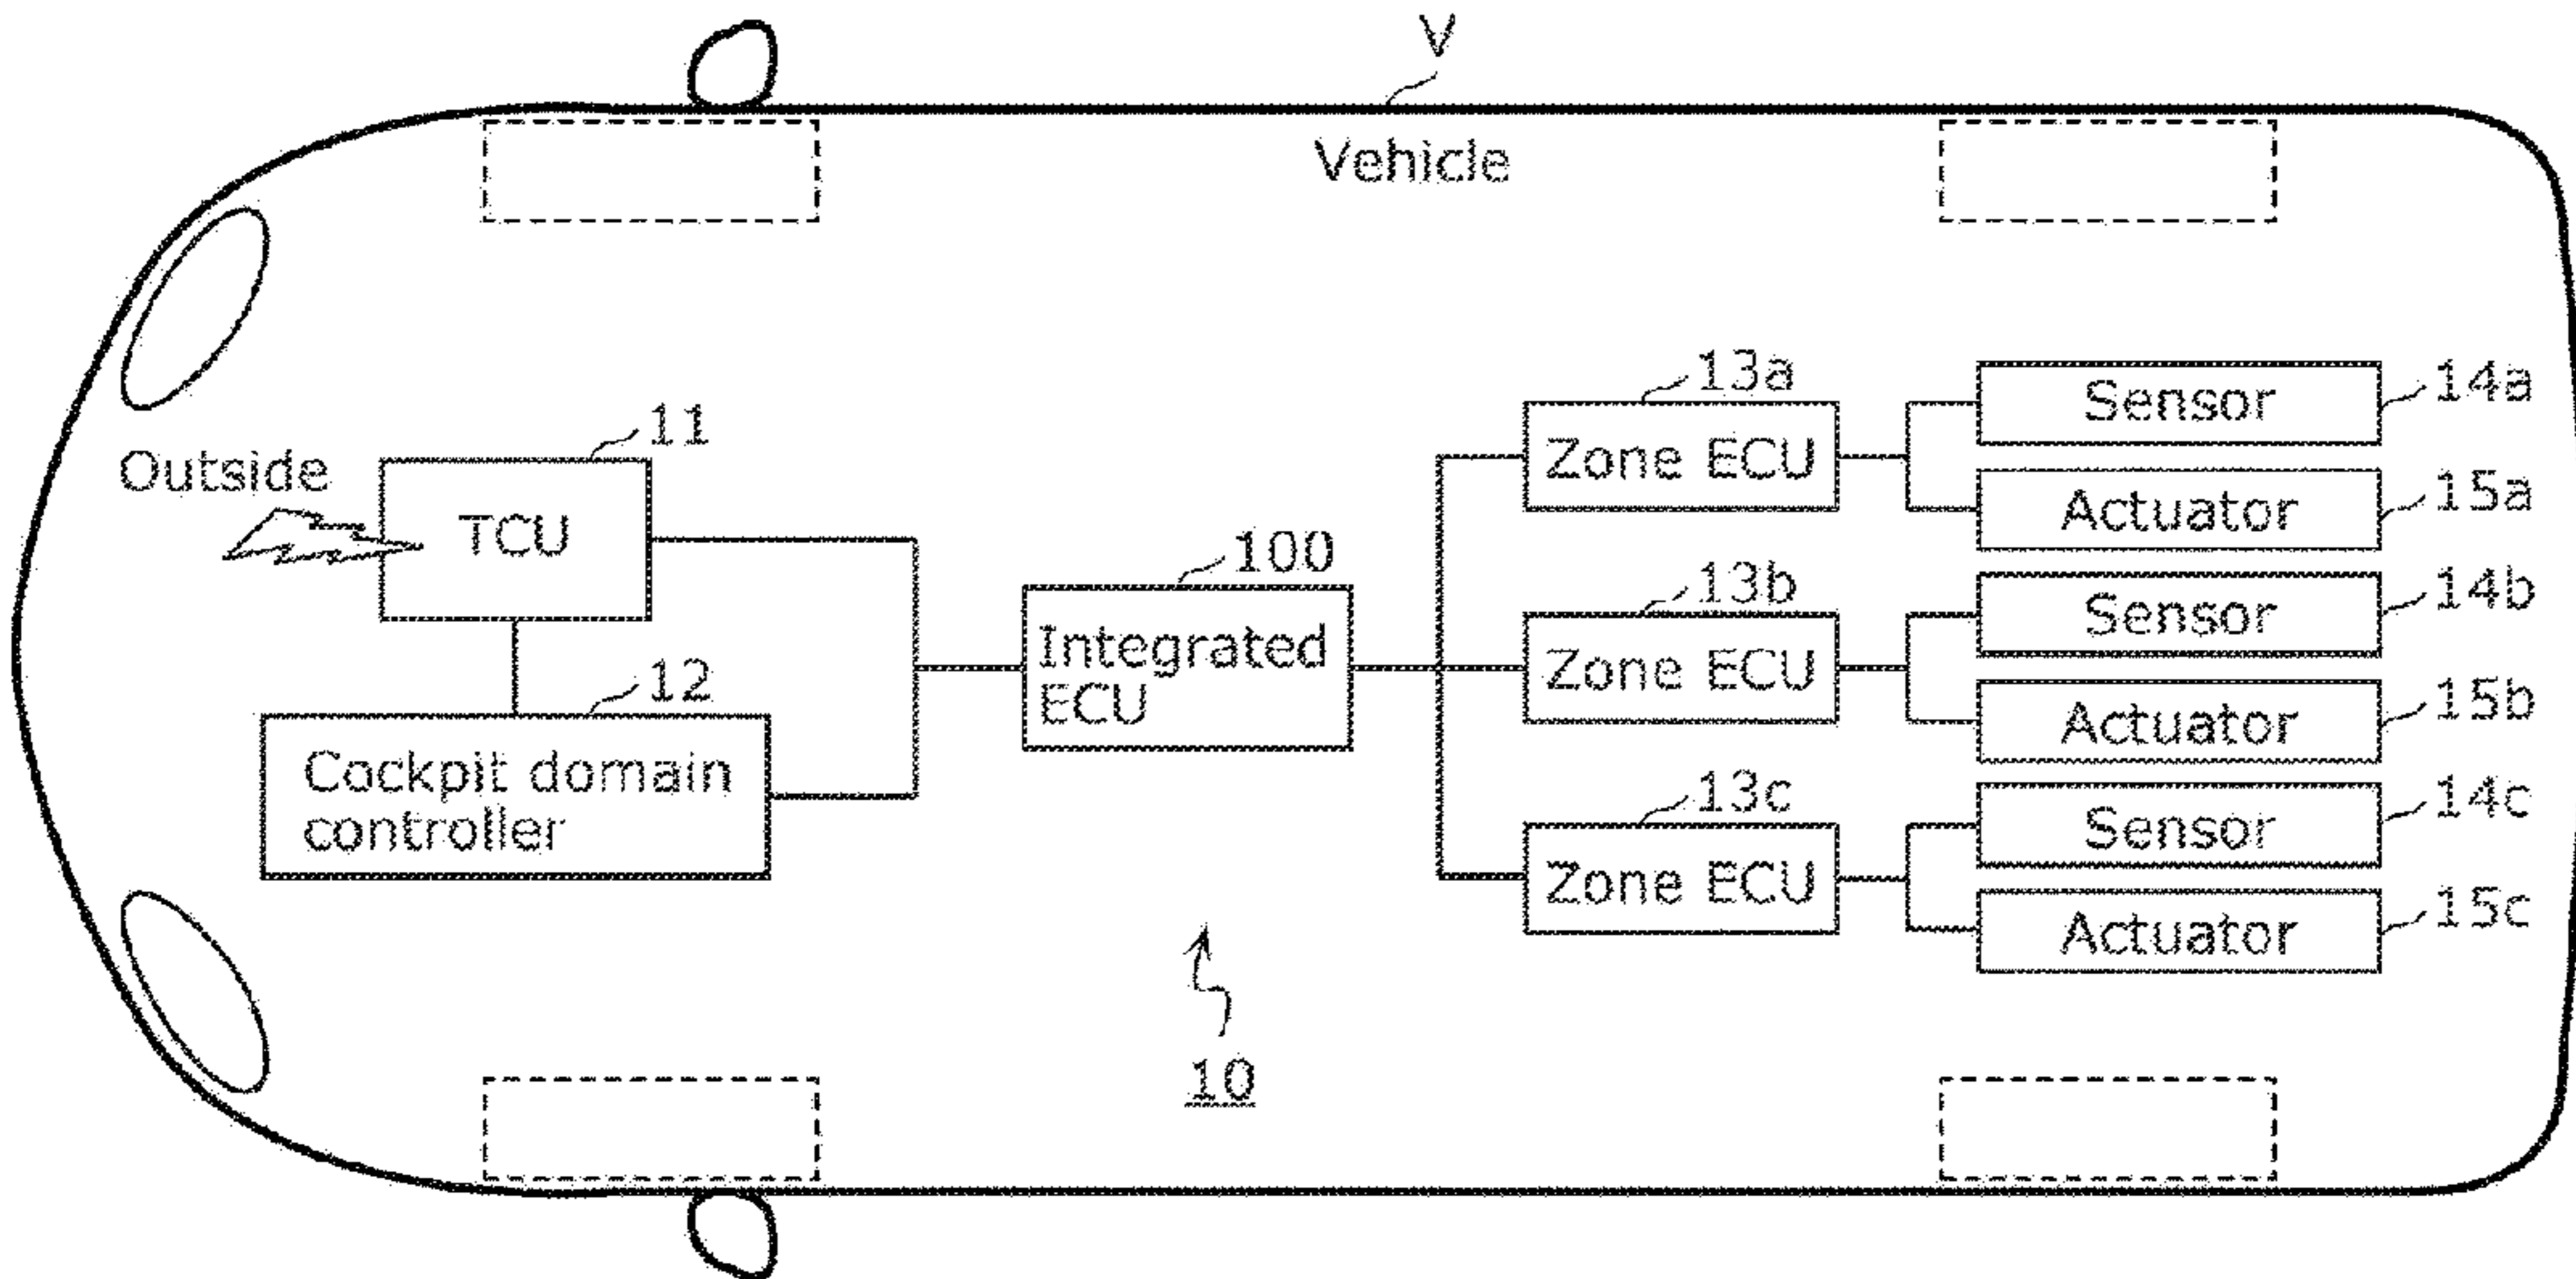 V
Vehicle
13a
Sensor
14a
11
Outside
Zone ECU
TCU
Actuator
15a
100
13b
Sensor
14b
Integrated
ECU
Zone ECU
12
Actuator
15b
Cockpit domain
controller
13c
Sensor
14c
Zone ECU
Actuator
15c
10